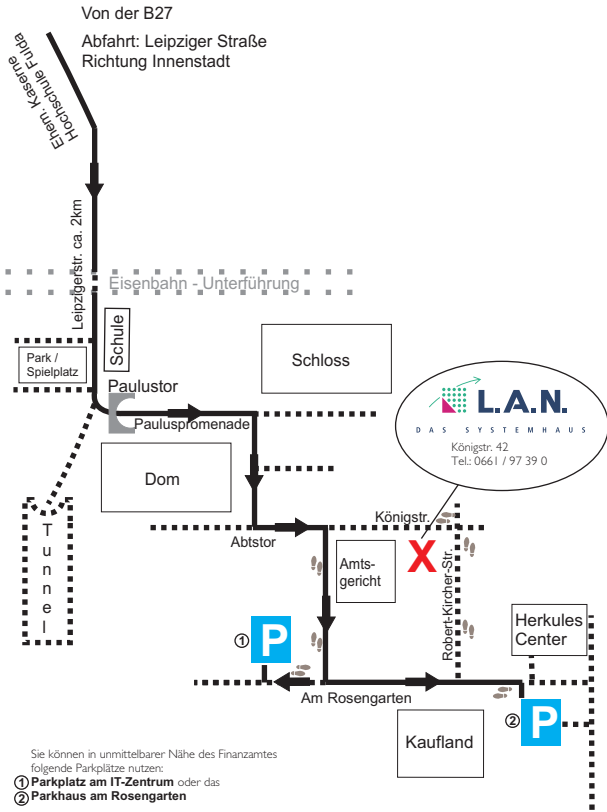 Von der B27
Abfahrt: Leipziger Straße
Richtung Innenstadt
Ehem. Kaserne
Hochschule Fulda
Leipzigerstr. ca. 2km
Eisenbahn - Unterführung
Schule
Park /
Spielplatz
Paulustor
Pauluspromenade
Schloss
L.A.N.
DAS SYSTEMHAUS
Königstr. 42
Tel.: 0661 / 97 39 0
Dom
Tunnel
Abtstor
Königstr.
X
Amts-
gericht
Robert-Kircher-Str.
Herkules
Center
① P
Am Rosengarten
② P
Kaufland
Sie können in unmittelbarer Nähe des Finanzamtes
folgende Parkplätze nutzen:
① Parkplatz am IT-Zentrum oder das
② Parkhaus am Rosengarten